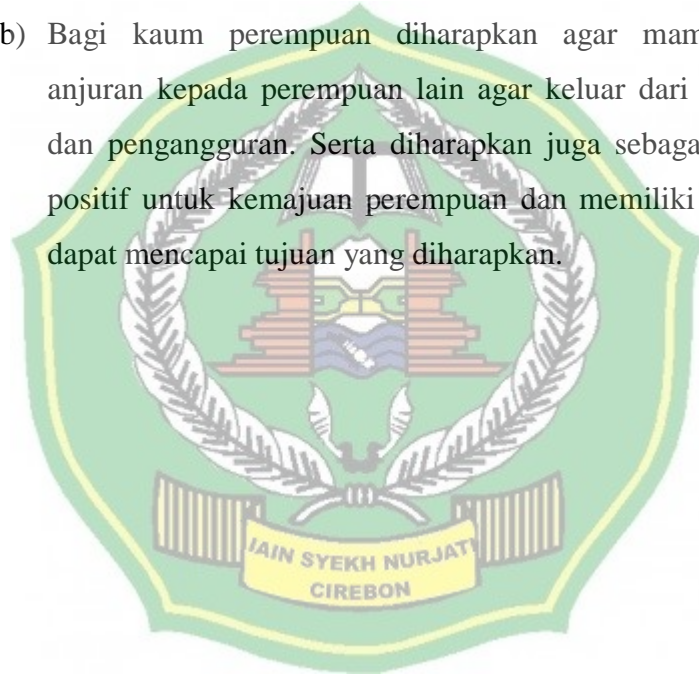 b) Bagi kaum perempuan diharapkan agar mam
anjuran kepada perempuan lain agar keluar dari
dan pengangguran. Serta diharapkan juga sebaga
positif untuk kemajuan perempuan dan memiliki
dapat mencapai tujuan yang diharapkan.
IAIN SYEKH NURJATI
CIREBON